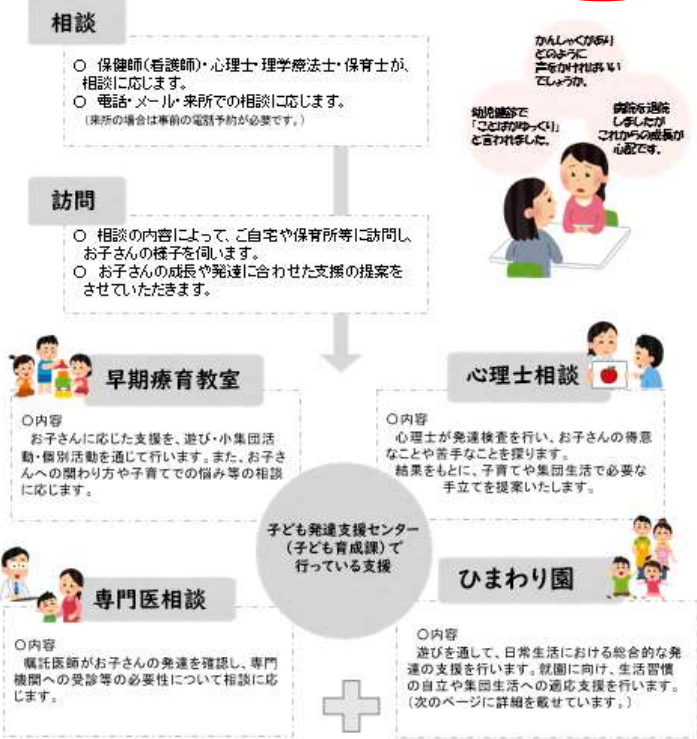 相談
○ 保健師(看護師)・心理士・理学療法士・保育士が、
相談に応じます。
○ 電話・メール・来所での相談に応じます。
(来所の場合は事前の電話予約が必要です。)
かんしゃくがあり
どのように
声をかければいい
でしょうか。
幼児健診で
「ことばがゆっくり」
と言われました。
病院を退院
しましたが
これからの成長が
心配です。
訪問
○ 相談の内容によって、ご自宅や保育所等に訪問し、
お子さんの様子を伺います。
○ お子さんの成長や発達に合わせた支援の提案を
させていただきます。
早期療育教室
○内容
お子さんに応じた支援を、遊び・小集団活
動・個別活動を通じて行います。また、お子さ
んへの関わり方や子育てでの悩み等の相談
に応じます。
心理士相談
○内容
心理士が発達検査を行い、お子さんの得意
なことや苦手なことを探ります。
結果をもとに、子育てや集団生活で必要な
手立てを提案いたします。
子ども発達支援センター
(子ども育成課)で
行っている支援
専門医相談
○内容
嘱託医師がお子さんの発達を確認し、専門
機関への受診等の必要性について相談に応
じます。
ひまわり園
○内容
遊びを通して、日常生活における総合的な発
達の支援を行います。就園に向け、生活習慣
の自立や集団生活への適応支援を行います。
(次のページに詳細を載せています。)